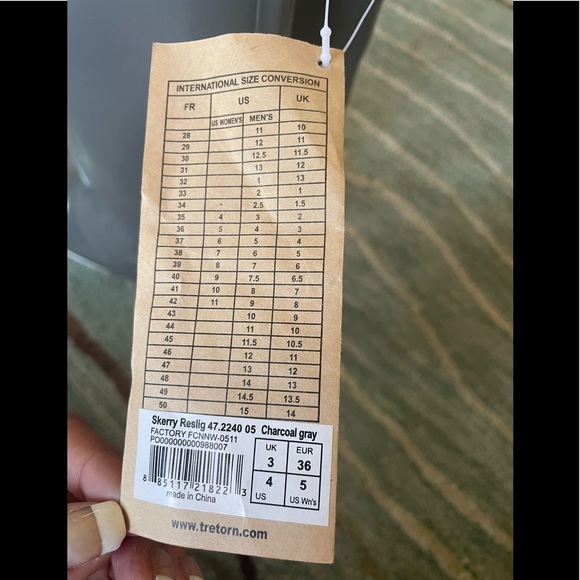 INTERNATIONAL SIZE CONVERSION
FR US UK
US WOMEN'S MEN'S
28 11 10
29 12 11
30 12.5 11.5
31 13 12
32 1 13
33 2 1
34 - 2.5 1.5
35 4 3 2
36 5 4 3
37 6 5 4
38 7 6 5
39 8 7 6
40 9 7.5 6.5
41 10 8 7
42 11 9 8
43 10 9
44 11 10
45 11.5 10.5
46 12 11
47 13 12
48 14 13
49 14.5 13.5
50 15 14
Skerry Reslig 47.2240 05 Charcoal gray
FACTORY FCNNW-0511
PO000000000988007
UK EUR
3 36
4 5
US US Wn's
8 85117 21822 3
made in China
www.tretorn.com